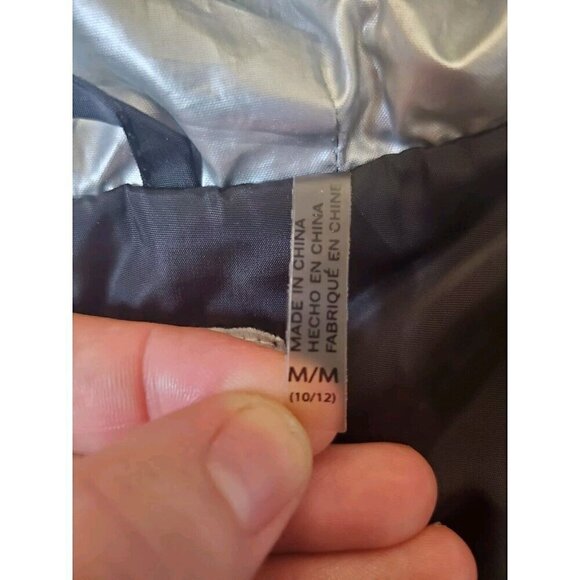 MADE IN CHINA
HECHO EN CHINA
FABRIQUÉ EN CHINE
M/M
(10/12)